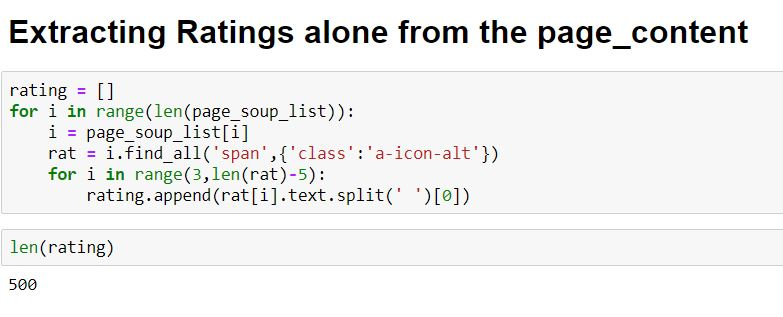 Extracting Ratings alone from the page_content
rating = []
for i in range(len(page_soup_list)):
    i = page_soup_list[i]
    rat = i.find_all('span',{'class':'a-icon-alt'})
    for i in range(3,len(rat)-5):
        rating.append(rat[i].text.split(' ')[0])
len(rating)
500